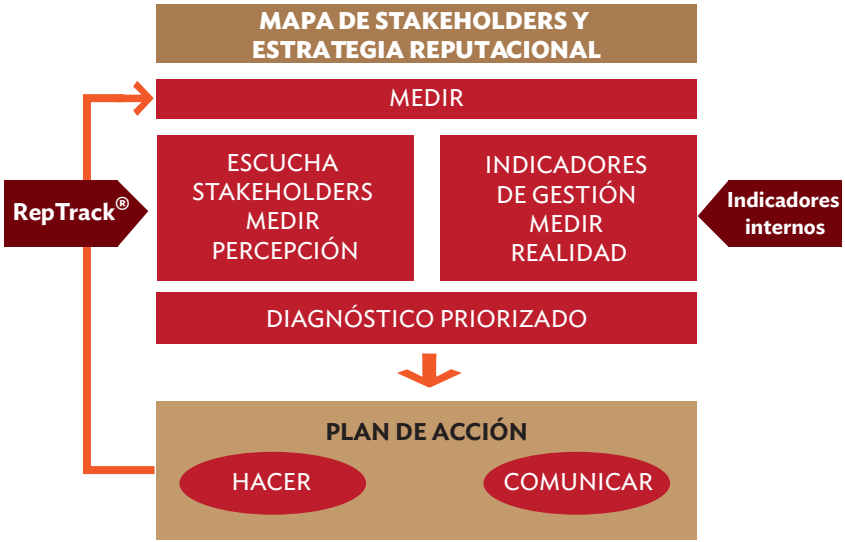 MAPA DE STAKEHOLDERS Y
ESTRATEGIA REPUTACIONAL
MEDIR
RepTrack®
ESCUCHA
STAKEHOLDERS
MEDIR
PERCEPCIÓN
INDICADORES
DE GESTIÓN
MEDIR
REALIDAD
Indicadores
internos
DIAGNÓSTICO PRIORIZADO
PLAN DE ACCIÓN
HACER
COMUNICAR